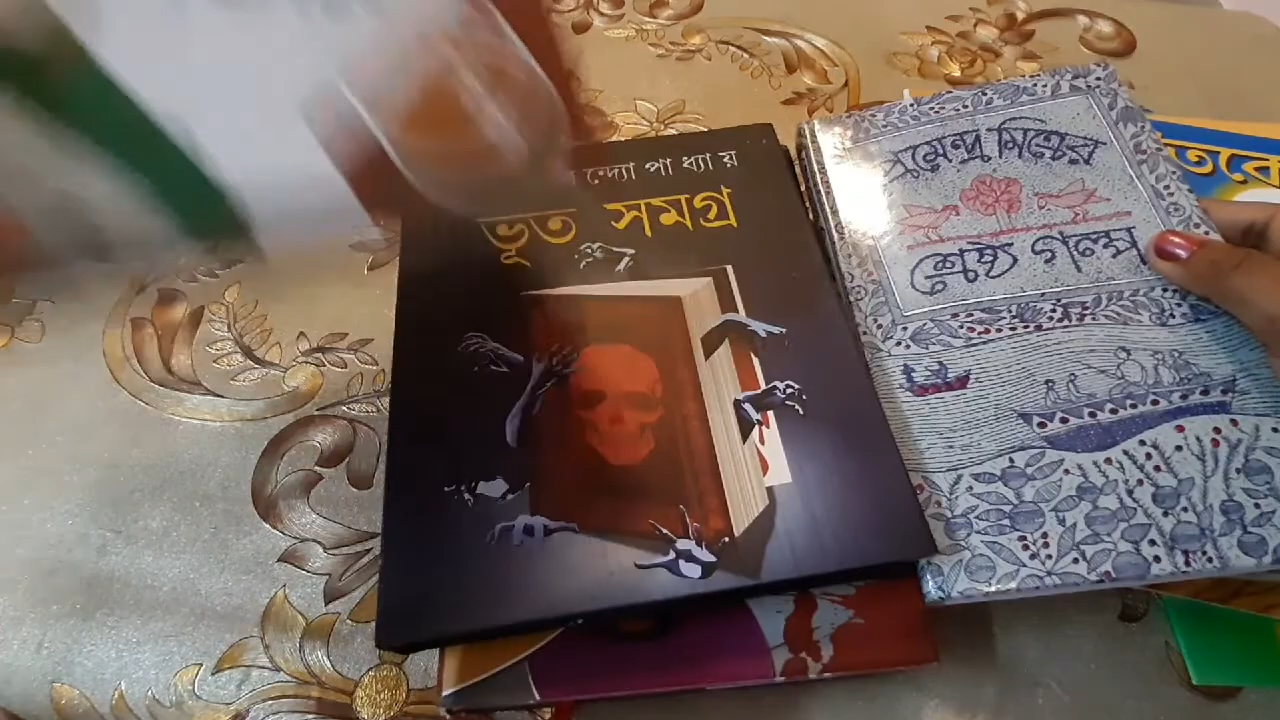 ন্দ্যোপাধ্যায়
ভূত সমগ্র
প্রেমেন্দ্র মিত্রের
শ্রেষ্ঠ গল্প